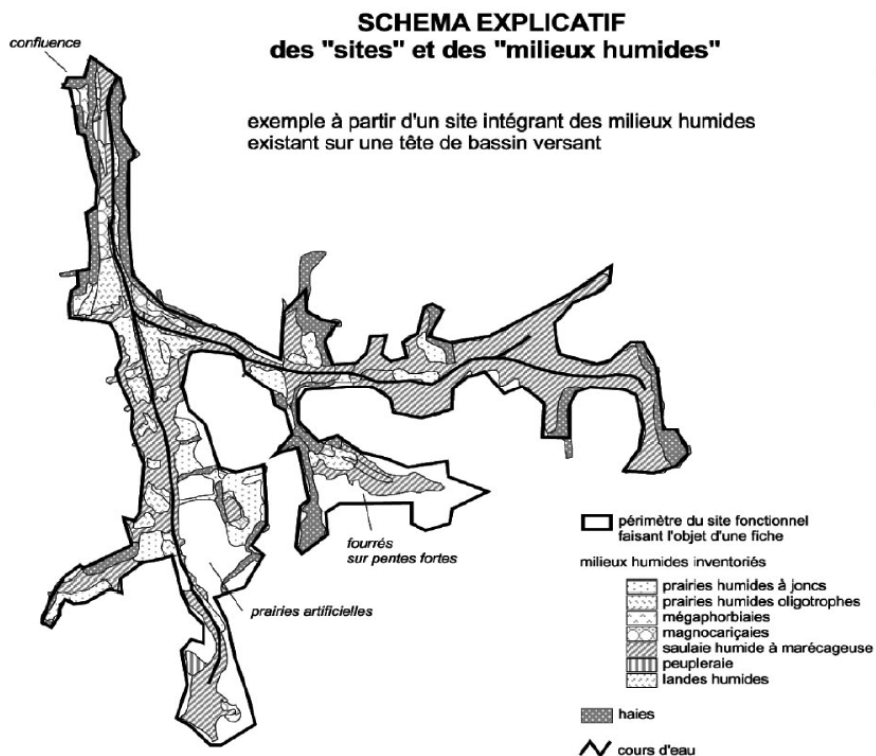 SCHEMA EXPLICATIF
des "sites" et des "milieux humides"
confluence
exemple à partir d'un site intégrant des milieux humides
existant sur une tête de bassin versant
fourrés
sur pentes fortes
prairies artificielles
périmètre du site fonctionnel
faisant l'objet d'une fiche
milieux humides inventoriés
prairies humides à joncs
prairies humides oligotrophes
mégaphorbiaies
magnocariçaies
saulaie humide à marécageuse
peupleraie
landes humides
haies
cours d'eau